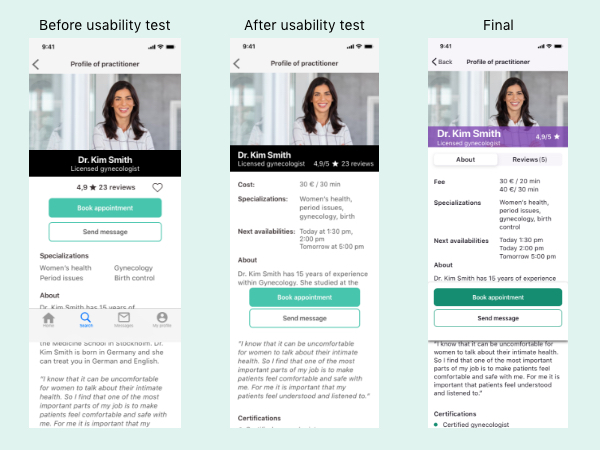 Before usability test
9:41
Profile of practitioner
Dr. Kim Smith
Licensed gynecologist
4,9 ★ 23 reviews
Book appointment
Send message
Specializations
Women's health Gynecology
Period issues Birth control
About
Dr. Kim Smith has 15 years of
Home Search Messages My profile
the Medicine School in Stockholm. Dr.
Kim Smith is born in Germany and she
can treat you in German and English.
"I know that it can be uncomfortable
for women to talk about their intimate
health. So I find that one of the most
important parts of my job is to make
patients feel comfortable and safe with
me. For me it is important that my
After usability test
9:41
Profile of practitioner
Dr. Kim Smith
Licensed gynecologist 4,9/5 ★ 23 reviews
Cost: 30 € / 30 min
Specializations: Women's health,
period issues,
gynecology, birth
Next availabilities: Today at 1:30 pm,
2:00 pm
Tomorrow at 5:00 pm
About
Dr. Kim Smith has 15 years of experience
within Gynecology. She studied at the
Book appointment
Send message
"I know that it can be uncomfortable
for women to talk about their intimate
health. So I find that one of the most
important parts of my job is to make
patients feel comfortable and safe with
me. For me it is important that
patients feel understood and listened to."
Certifications
Final
9:41
Back Profile of practitioner
Dr. Kim Smith
Licensed gynecologist 4,9/5 ★
About Reviews (5)
Fee 30 € / 20 min
40 €/ 30 min
Specializations Women's health,
period issues,
gynecology, birth
control
Next availabilities Today 1:30 pm
Today 2:00 pm
Tomorrow 5:00 pm
About
Dr. Kim Smith has 15 years of experience
Book appointment
Send message
"I know that it can be uncomfortable for
women to talk about their intimate health.
So I find that one of the most important
parts of my job is to make patients feel
comfortable and safe with me. For me it is
important that patients feel understood
and listened to."
Certifications
Certified gynecologist